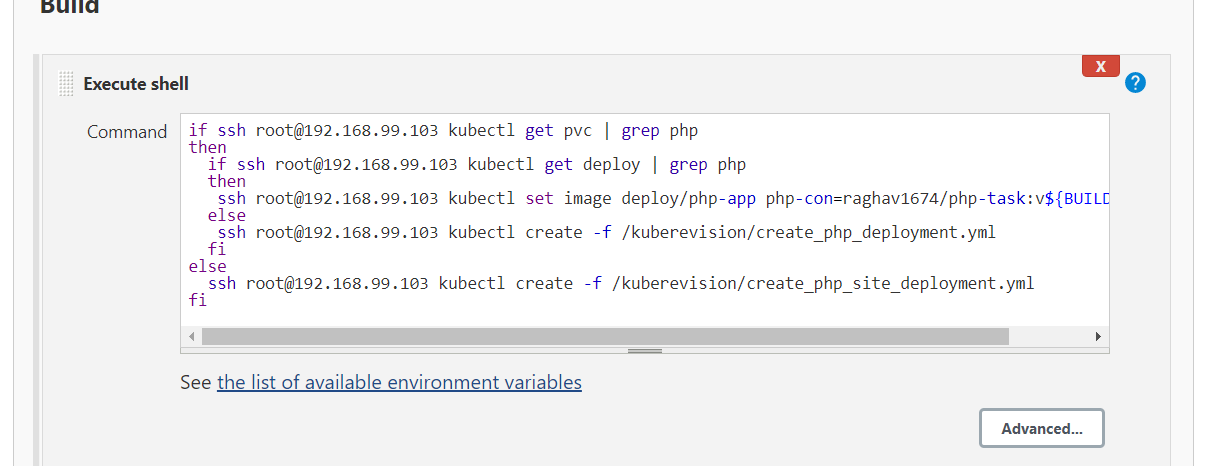 Build
Execute shell
X
?
Command
if ssh root@192.168.99.103 kubectl get pvc | grep php
then
if ssh root@192.168.99.103 kubectl get deploy | grep php
then
ssh root@192.168.99.103 kubectl set image deploy/php-app php-con=raghav1674/php-task:v${BUILD
else
ssh root@192.168.99.103 kubectl create -f /kuberevision/create_php_deployment.yml
fi
else
ssh root@192.168.99.103 kubectl create -f /kuberevision/create_php_site_deployment.yml
fi
See the list of available environment variables
Advanced...